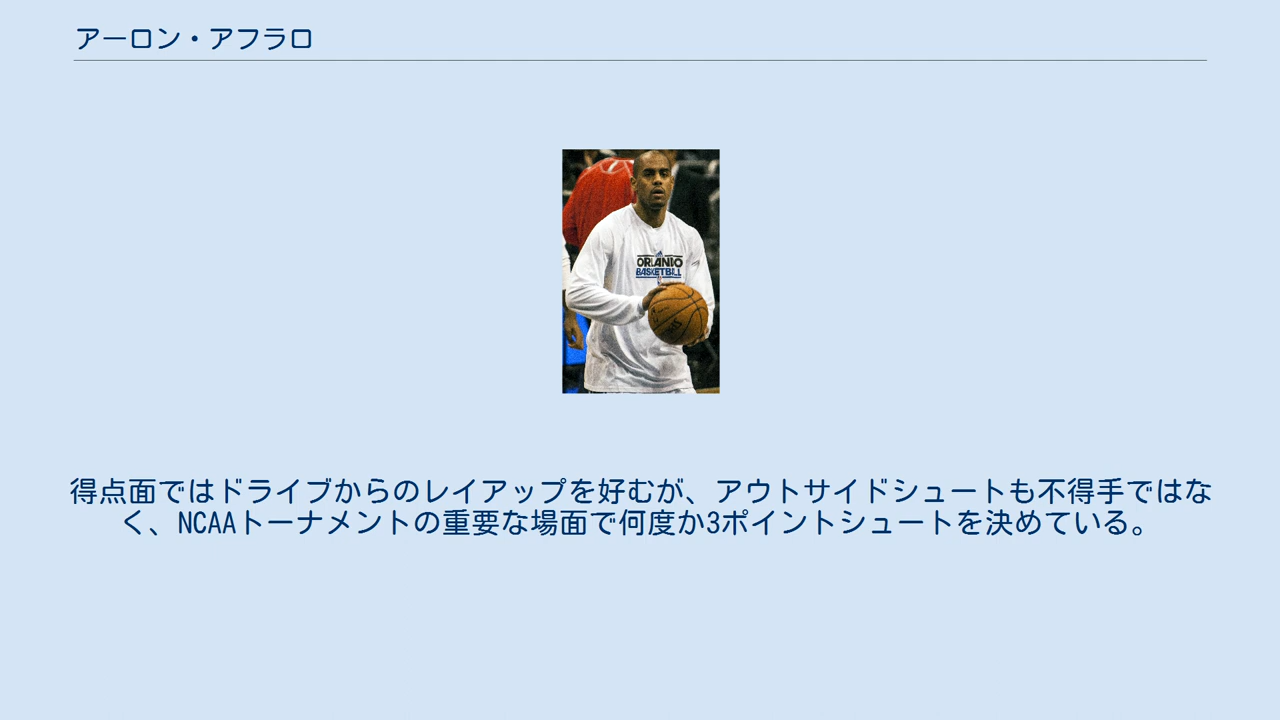 アーロン・アフラロ
ORLANDO
BASKETBALL
得点面ではドライブからのレイアップを好むが、アウトサイドシュートも不得手ではな
く、NCAAトーナメントの重要な場面で何度か3ポイントシュートを決めている。